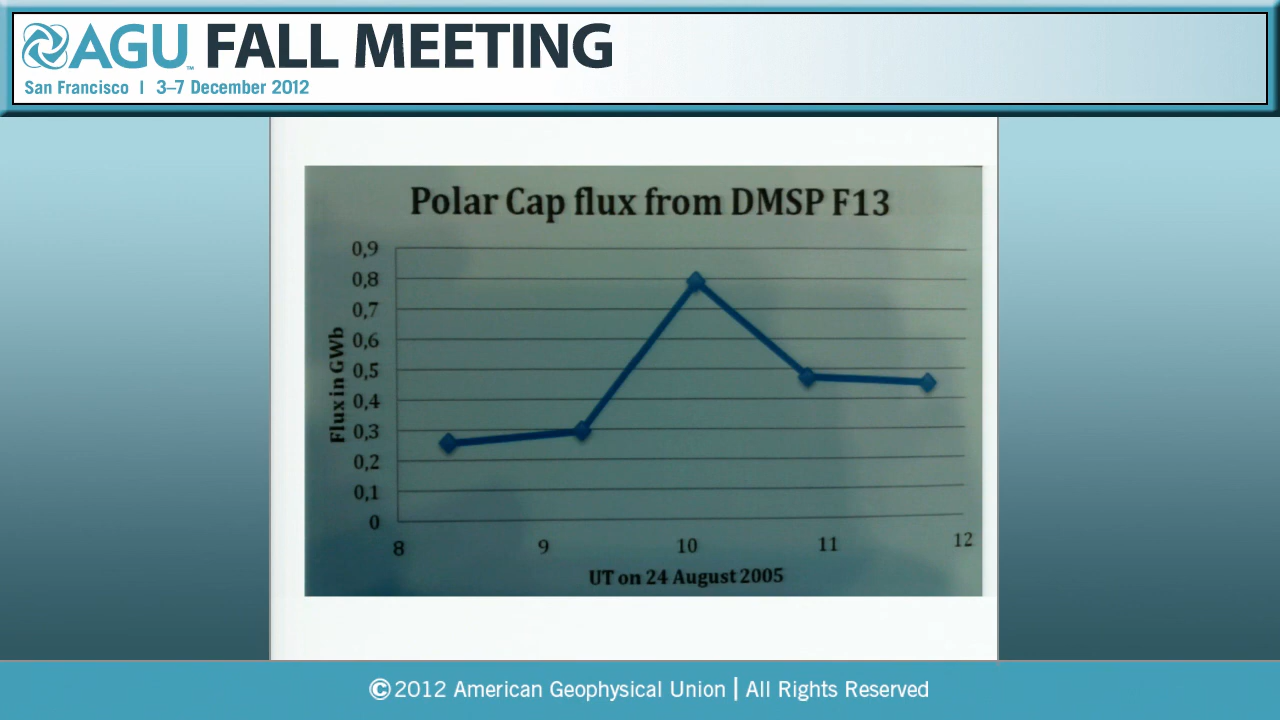 AGU™ FALL MEETING
San Francisco | 3–7 December 2012
Polar Cap flux from DMSP F13
0,9
0,8
0,7
0,6
0,5
0,4
0,3
0,2
0,1
0
Flux in GWb
8 9 10 11 12
UT on 24 August 2005
©2012 American Geophysical Union | All Rights Reserved